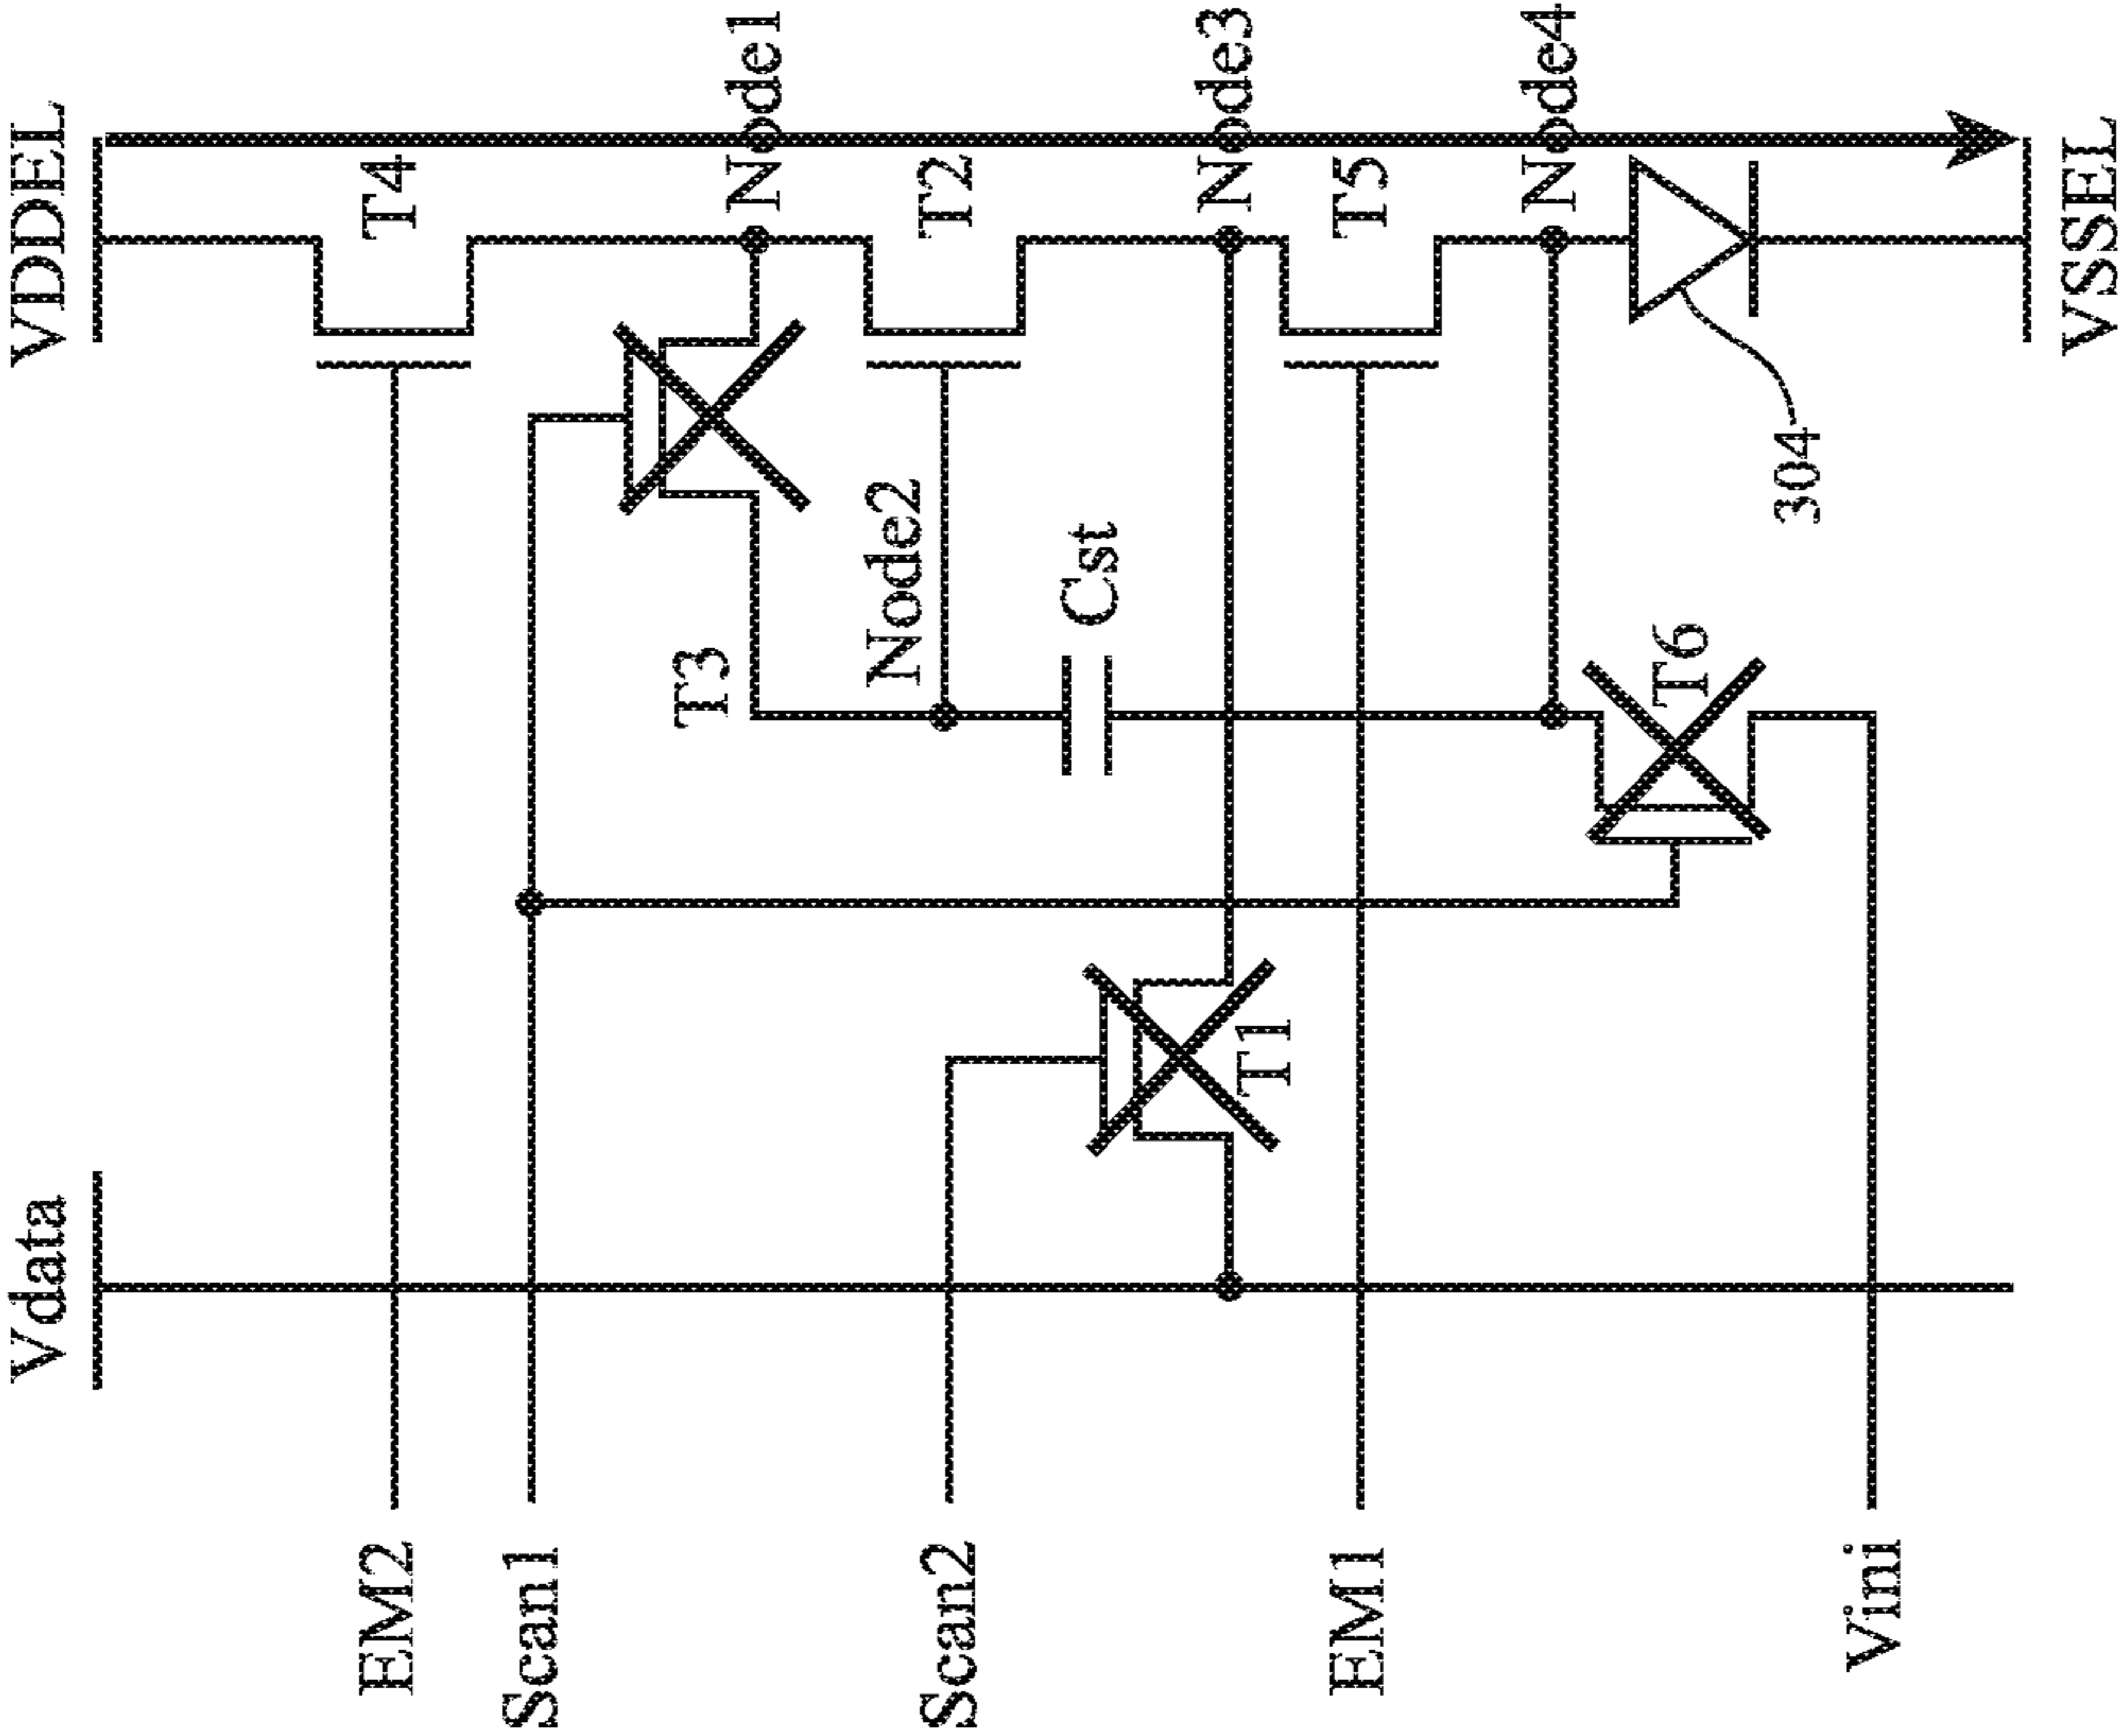 VDDEL
T4
Node1
T2
Node3
T5
Node4
VSSEL
304
Node2
Cst
T3
T6
T1
Vdata
EM2
Scan1
Scan2
EM1
Vini